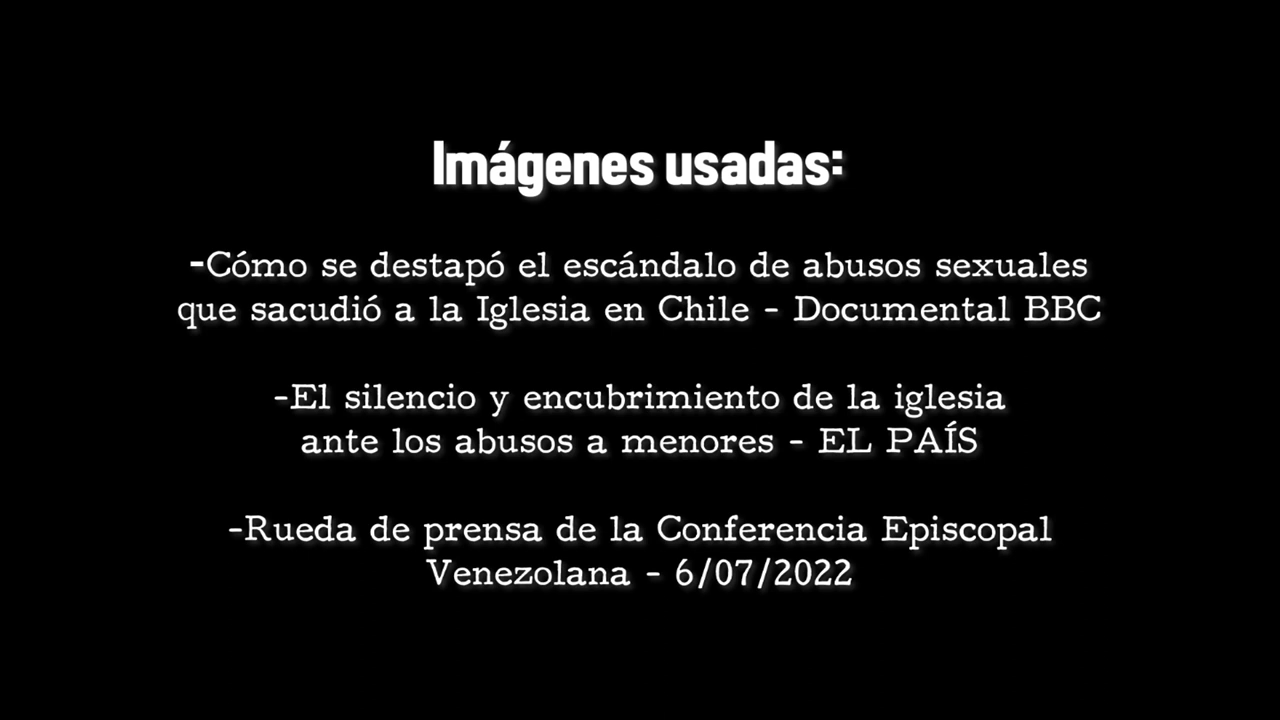 Imágenes usadas:
-Cómo se destapó el escándalo de abusos sexuales
que sacudió a la Iglesia en Chile - Documental BBC
-El silencio y encubrimiento de la iglesia
ante los abusos a menores - EL PAÍS
-Rueda de prensa de la Conferencia Episcopal
Venezolana - 6/07/2022